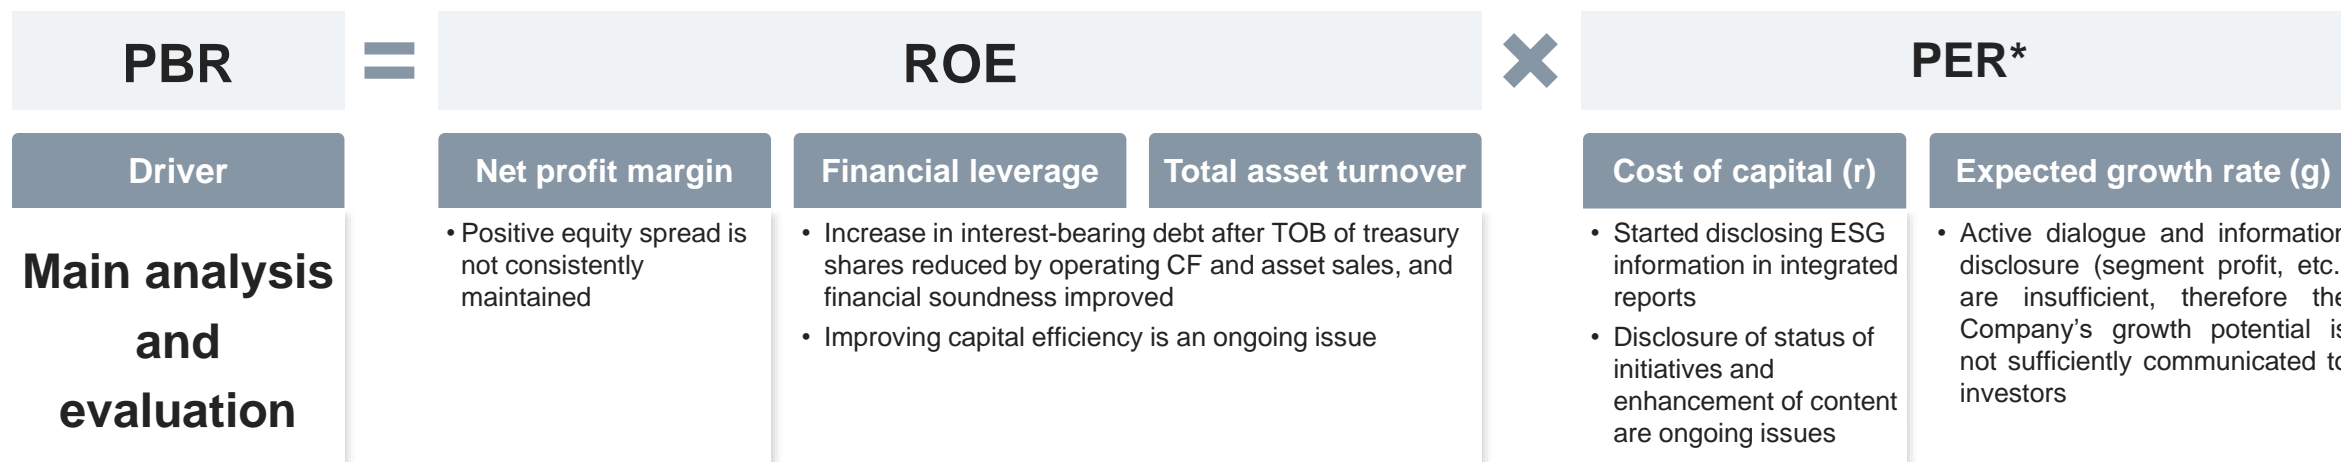 PBR = ROE × PER*
Driver
Net profit margin
Financial leverage
Total asset turnover
Cost of capital (r)
Expected growth rate (g)
Main analysis
and
evaluation
• Positive equity spread is
not consistently
maintained
• Increase in interest-bearing debt after TOB of treasury
shares reduced by operating CF and asset sales, and
financial soundness improved
• Improving capital efficiency is an ongoing issue
• Started disclosing ESG
information in integrated
reports
• Disclosure of status of
initiatives and
enhancement of content
are ongoing issues
• Active dialogue and information
disclosure (segment profit, etc.
are insufficient, therefore the
Company’s growth potential is
not sufficiently communicated to
investors